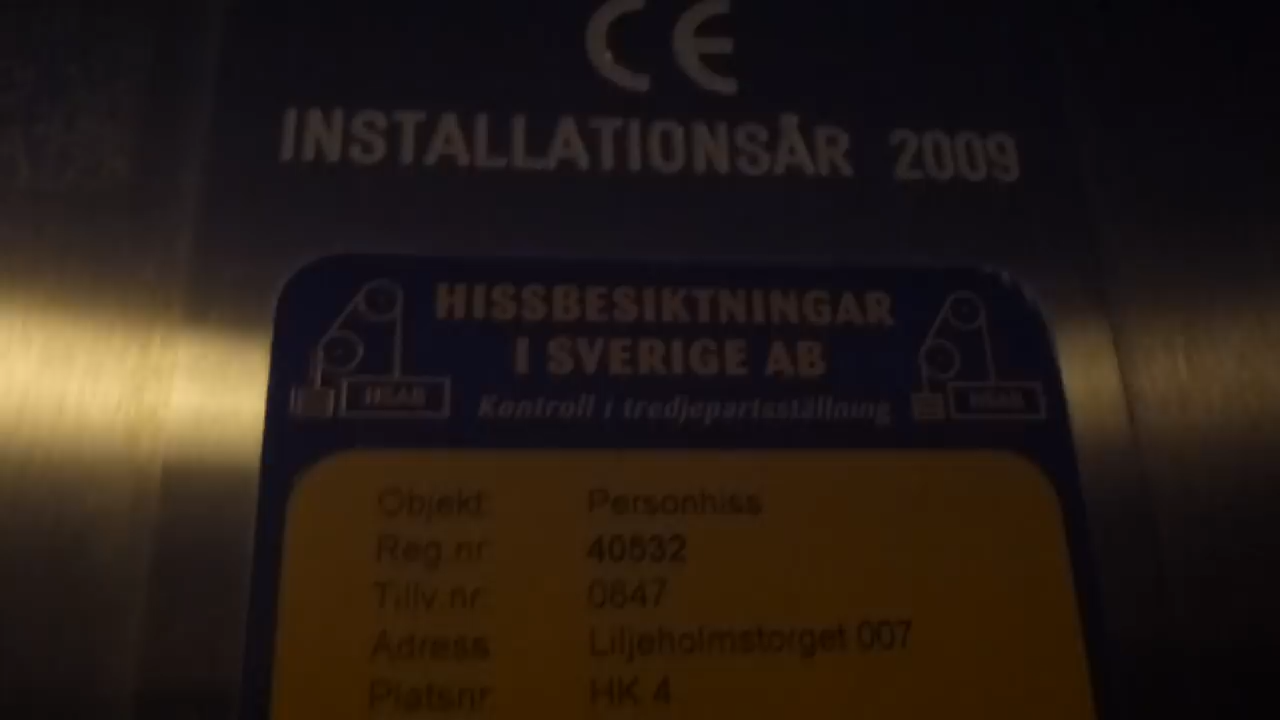 CE
INSTALLATIONSÅR 2009
HISSBESIKTNINGAR
I SVERIGE AB
Kontroll i tredjepartsställning
Objekt: Personhiss
Reg.nr: 40532
Tillv.nr: 0847
Adress Liljeholmstorget 007
Platsnr HK 4